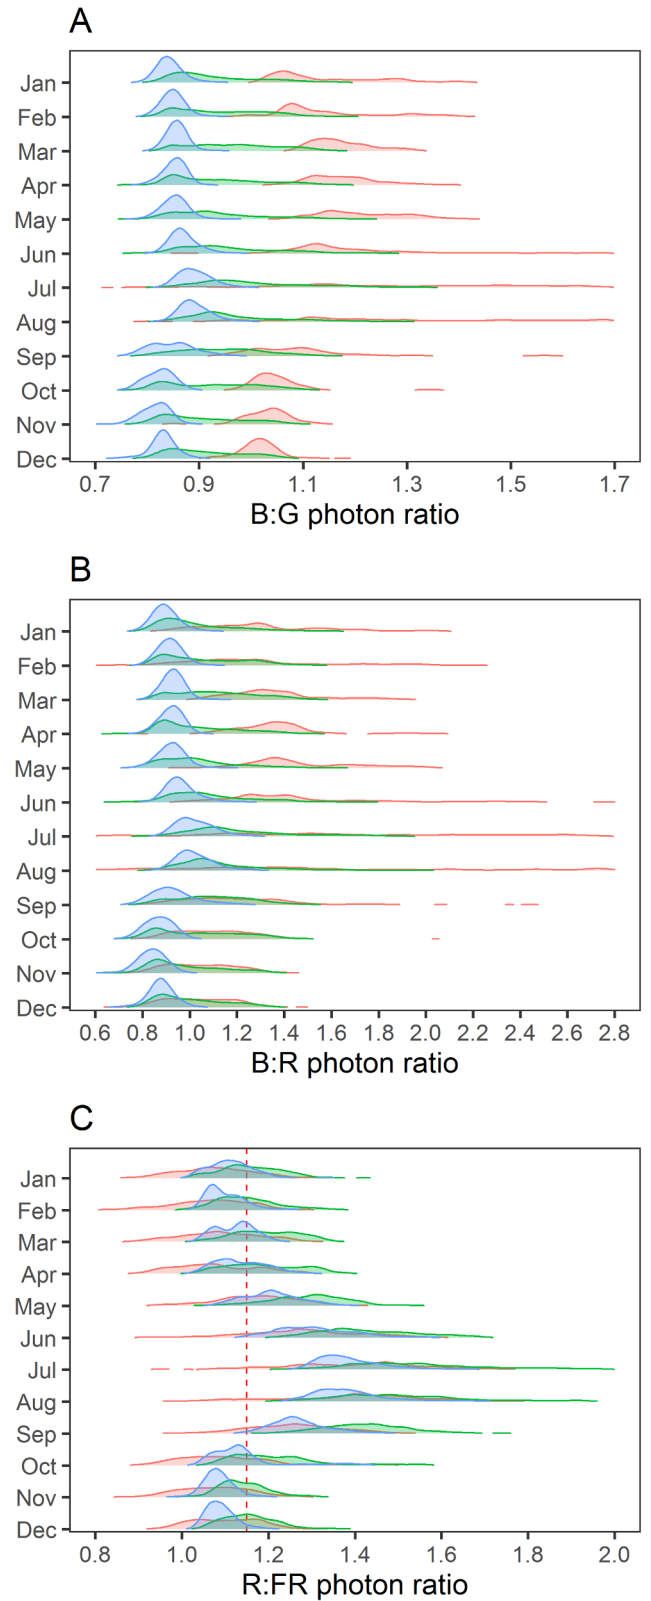 A
Jan
Feb
Mar
Apr
May
Jun
Jul
Aug
Sep
Oct
Nov
Dec
0.7 0.9 1.1 1.3 1.5 1.7
B:G photon ratio
B
Jan
Feb
Mar
Apr
May
Jun
Jul
Aug
Sep
Oct
Nov
Dec
0.6 0.8 1.0 1.2 1.4 1.6 1.8 2.0 2.2 2.4 2.6 2.8
B:R photon ratio
C
Jan
Feb
Mar
Apr
May
Jun
Jul
Aug
Sep
Oct
Nov
Dec
0.8 1.0 1.2 1.4 1.6 1.8 2.0
R:FR photon ratio